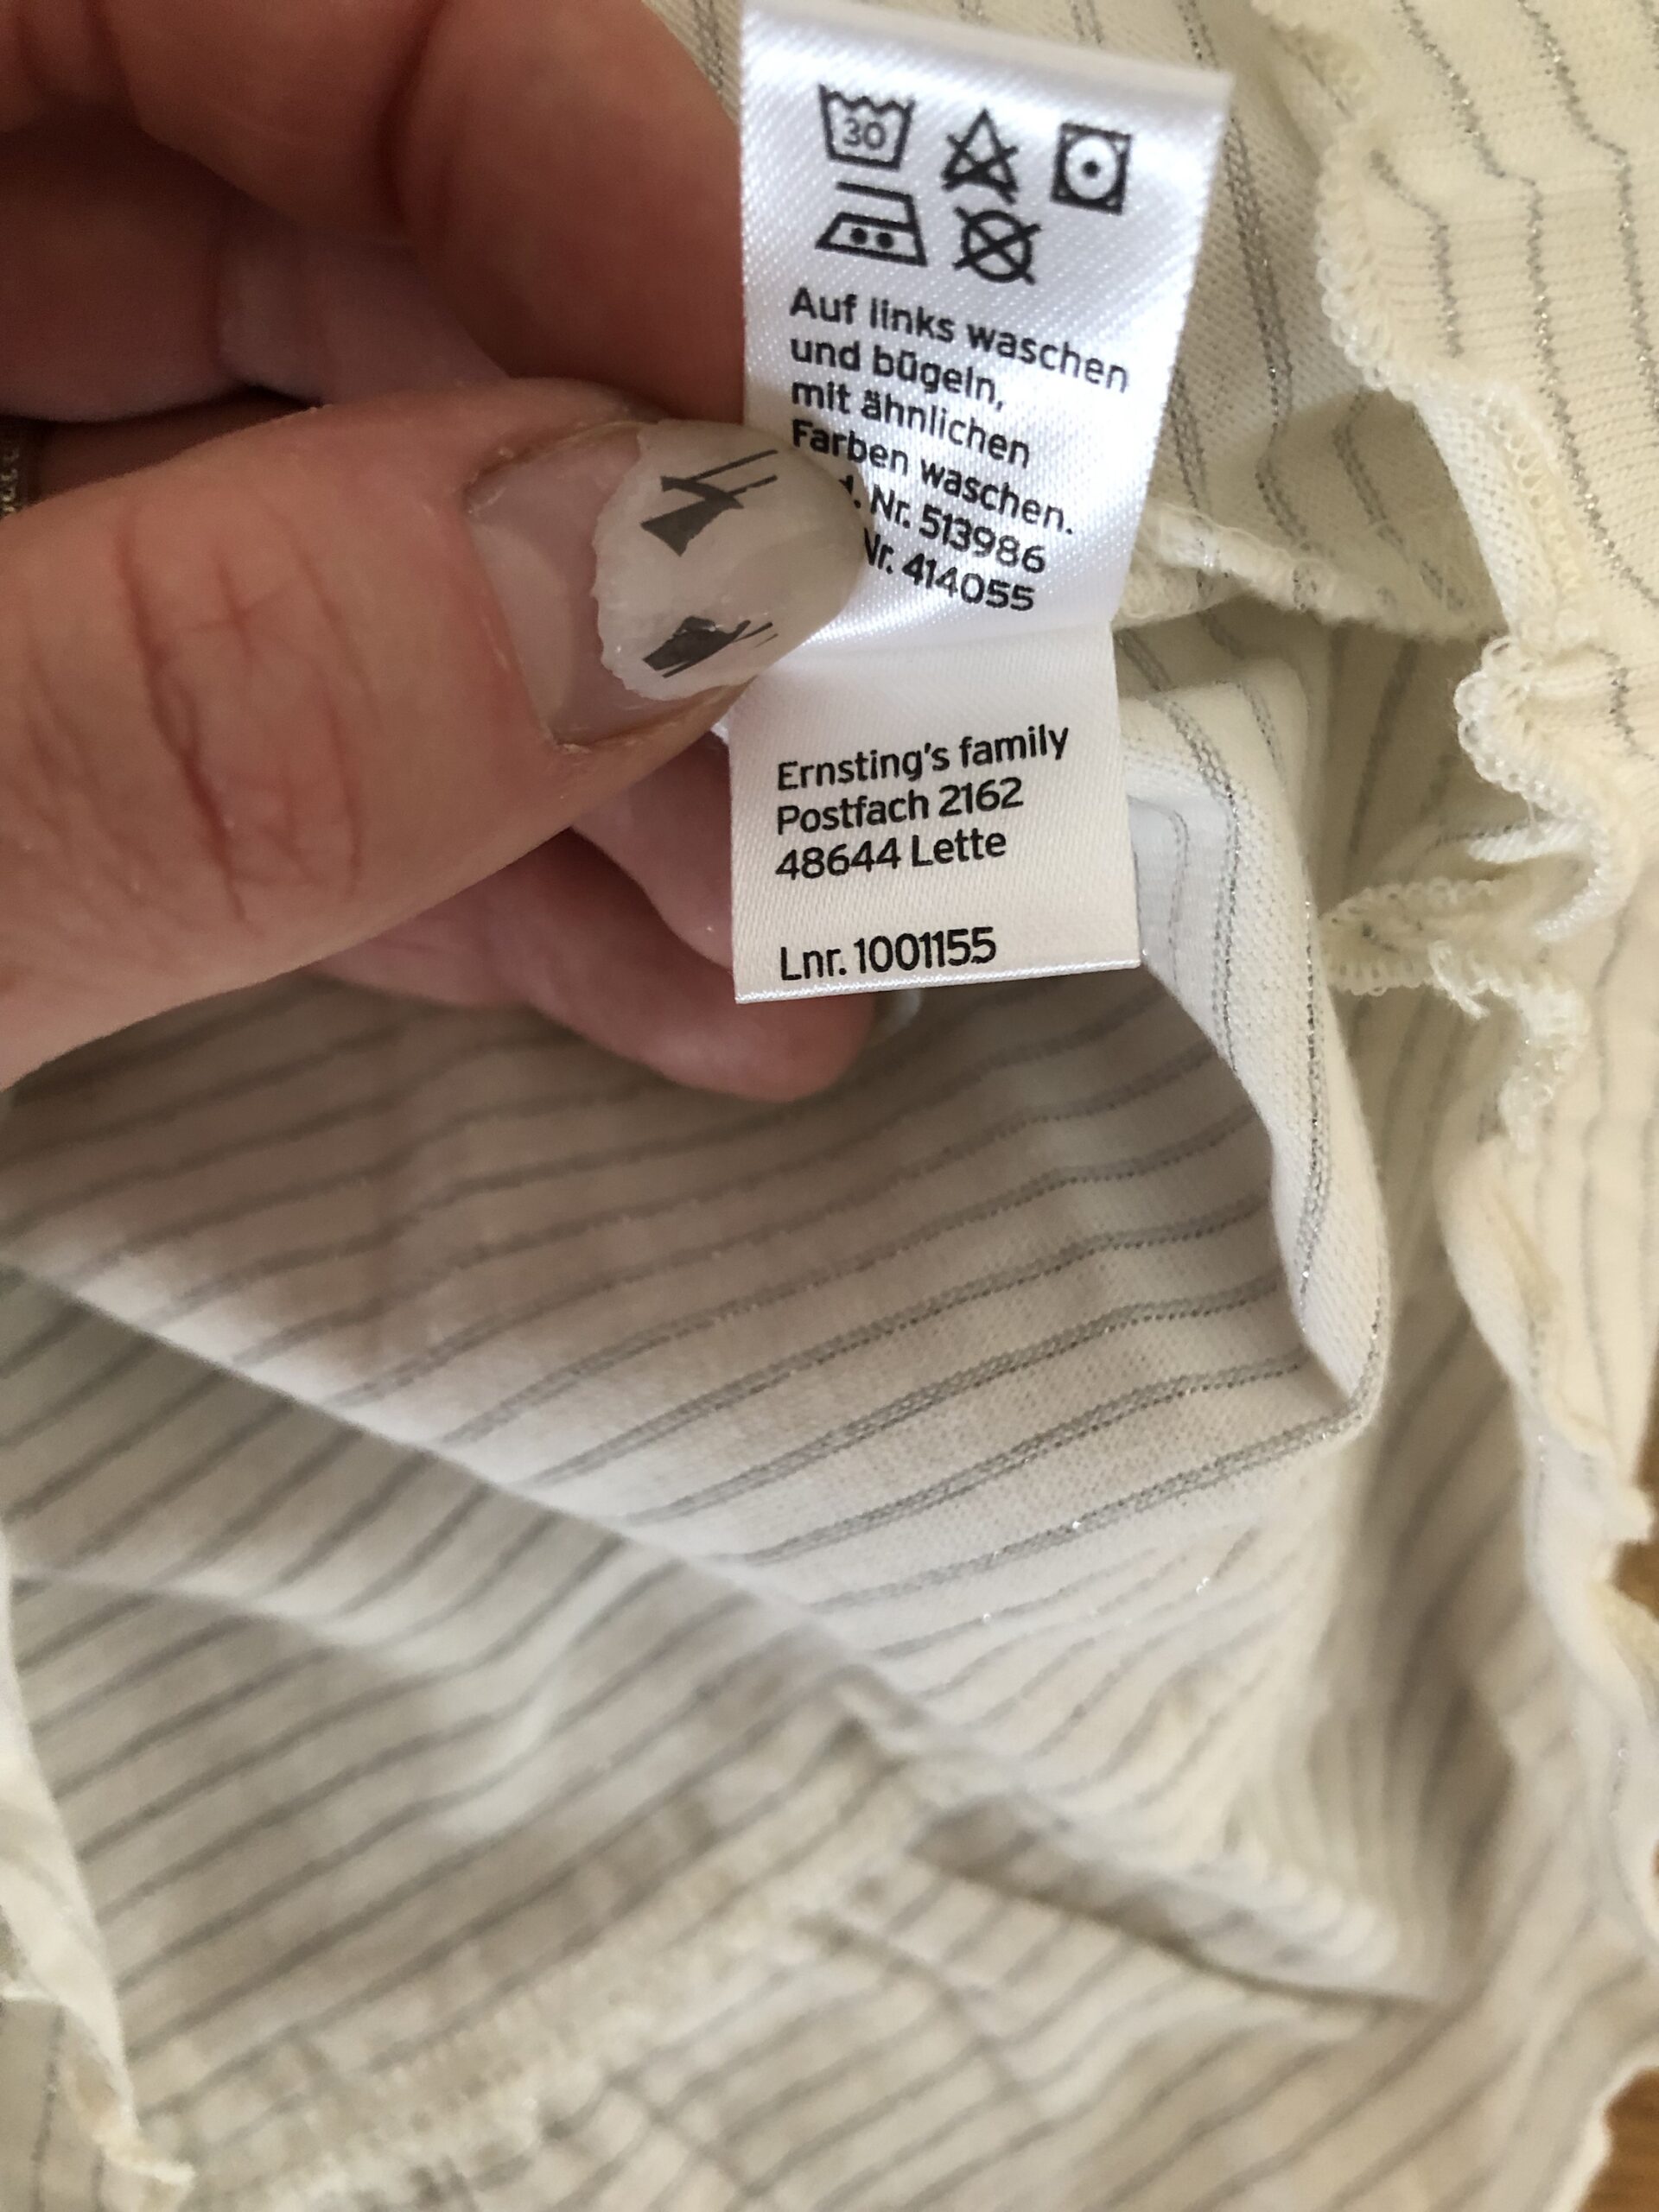 30
Auf links waschen
und bügeln,
mit ähnlichen
Farben waschen.
Nr. 513986
Nr. 414055
Ernsting's family
Postfach 2162
48644 Lette
Lnr. 1001155